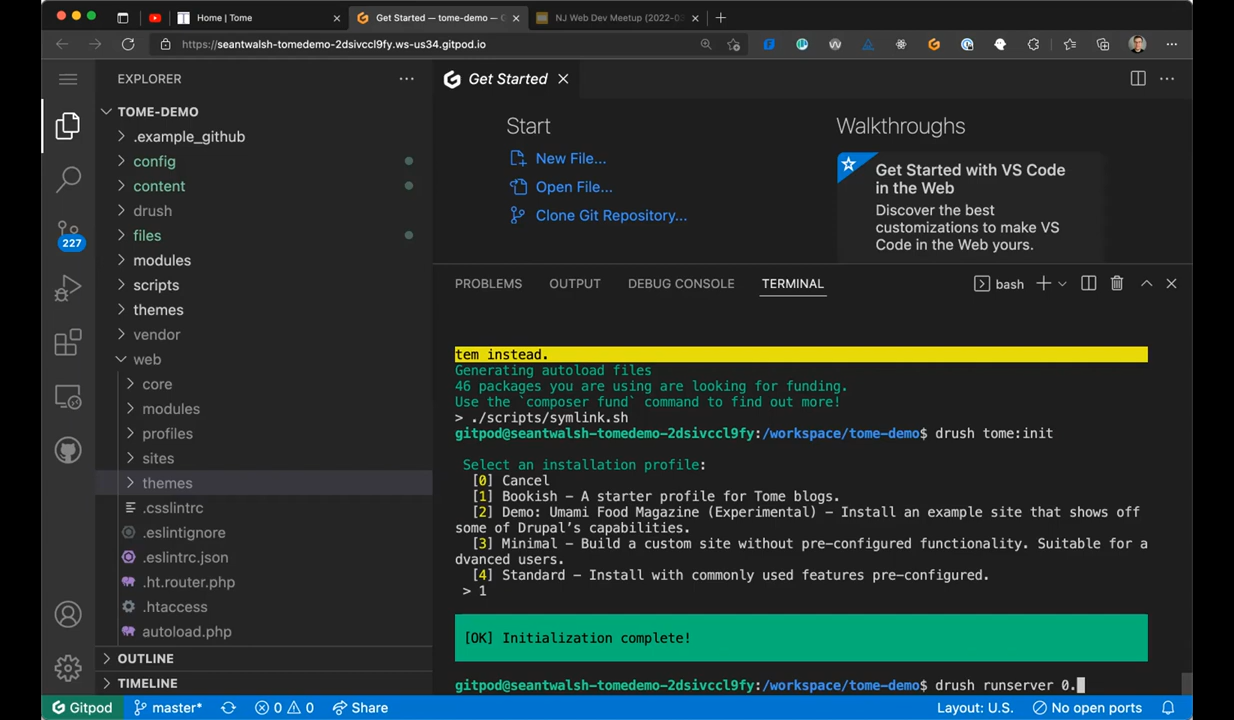 Home | Tome
Get Started — tome-demo —
NJ Web Dev Meetup (2022-02
https://seantwalsh-tomedemo-2dsivccl9fy.ws-us34.gitpod.io
EXPLORER
TOME-DEMO
.example_github
config
content
drush
files
modules
scripts
themes
vendor
web
core
modules
profiles
sites
themes
.csslintrc
.eslintignore
.eslintrc.json
.ht.router.php
.htaccess
autoload.php
OUTLINE
TIMELINE
227
Get Started
Start
New File...
Open File...
Clone Git Repository...
Walkthroughs
Get Started with VS Code
in the Web
Discover the best
customizations to make VS
Code in the Web yours.
PROBLEMS OUTPUT DEBUG CONSOLE TERMINAL
bash
tem instead.
Generating autoload files
46 packages you are using are looking for funding.
Use the `composer fund` command to find out more!
> ./scripts/symlink.sh
gitpod@seantwalsh-tomedemo-2dsivccl9fy:/workspace/tome-demo$ drush tome:init
Select an installation profile:
[0] Cancel
[1] Bookish – A starter profile for Tome blogs.
[2] Demo: Umami Food Magazine (Experimental) – Install an example site that shows off
some of Drupal's capabilities.
[3] Minimal – Build a custom site without pre-configured functionality. Suitable for a
dvanced users.
[4] Standard – Install with commonly used features pre-configured.
> 1
[OK] Initialization complete!
gitpod@seantwalsh-tomedemo-2dsivccl9fy:/workspace/tome-demo$ drush runserver 0.
Gitpod master* 0 0 Share Layout: U.S. No open ports